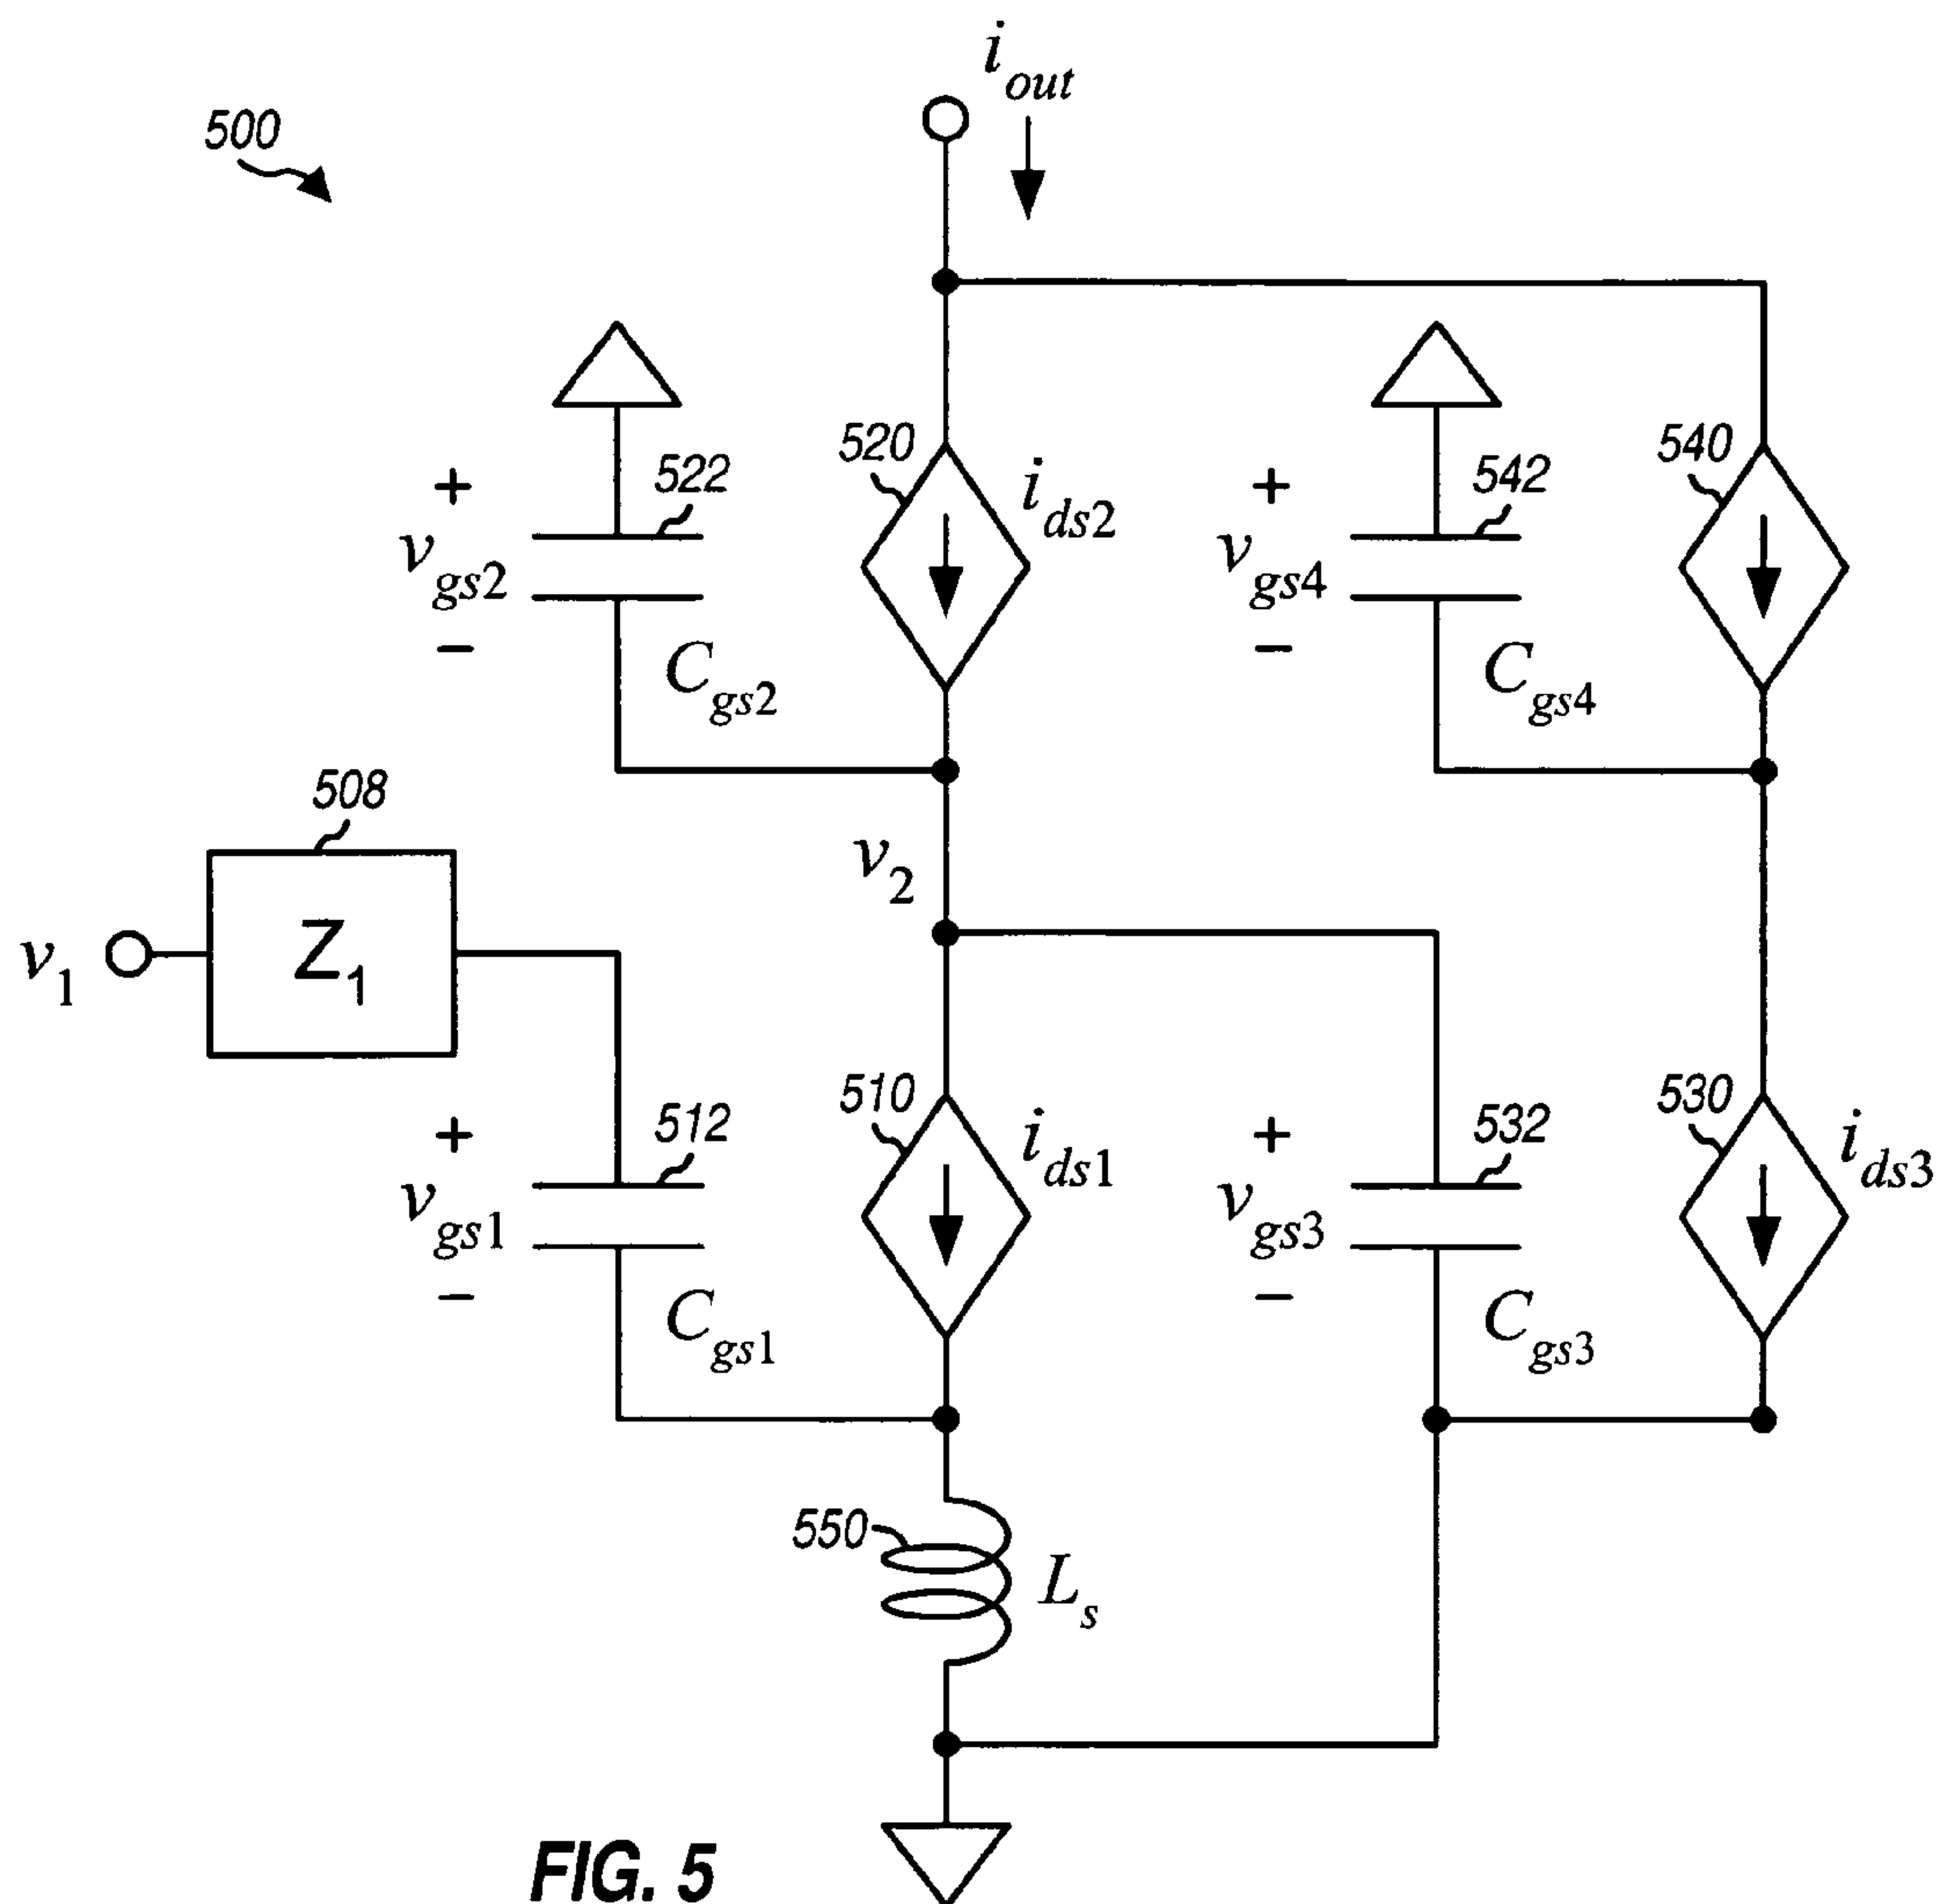 i_out
500
520
522
i_ds2
540
542
+
v_gs2
−
C_gs2
+
v_gs4
−
C_gs4
508
v_2
Z_1
v_1
510
512
i_ds1
530
532
i_ds3
+
v_gs1
−
C_gs1
+
v_gs3
−
C_gs3
550
L_s
FIG. 5